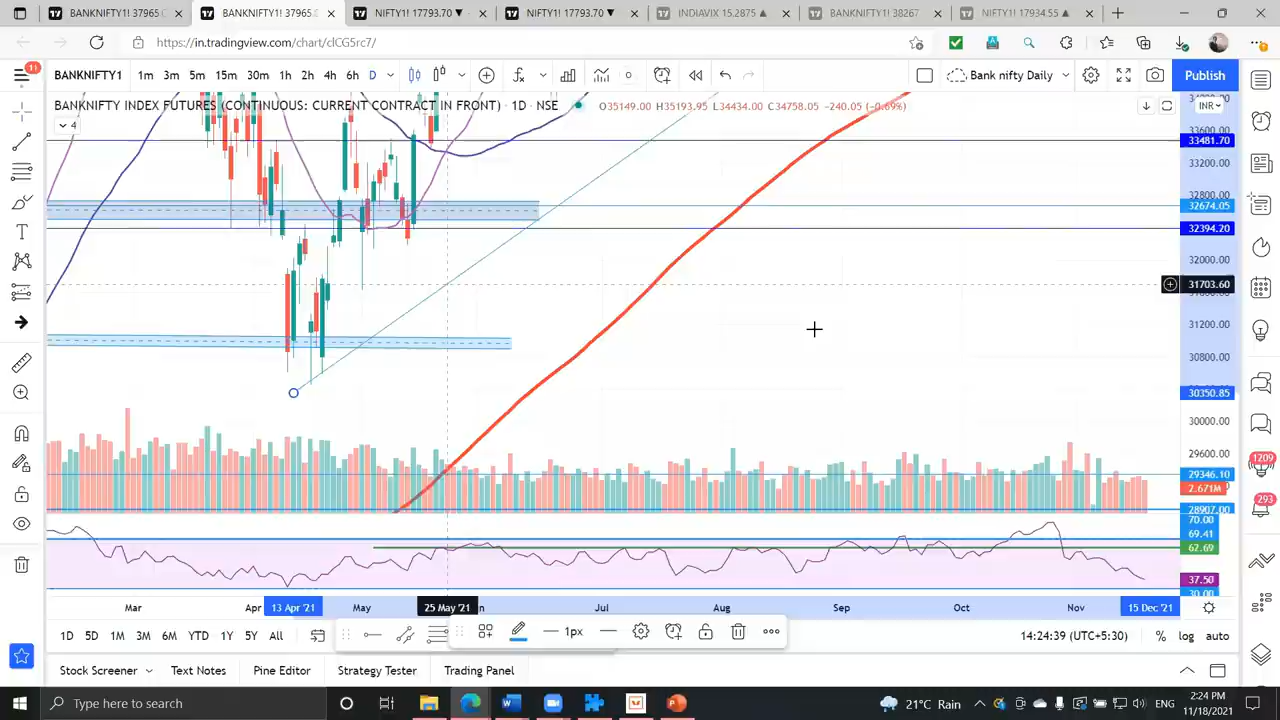 BANKNIFTY1! 37965 C
BANKNIFTY1! 37965.C
NIFTY1! 17793.70 ▼
NIFTY1! 17793.70 ▼
INDIAVIX 15.2875 ▲
BANKNIFTY1! 38267
NIFTY1! 17934.55 ▲
https://in.tradingview.com/chart/clCG5rc7/
11
BANKNIFTY1 1m 3m 5m 15m 30m 1h 2h 4h 6h D
Bank nifty Daily
Publish
BANKNIFTY INDEX FUTURES (CONTINUOUS: CURRENT CONTRACT IN FRONT) · 1D · NSE O35149.00 H35193.95 L34434.00 C34758.05 −240.05 (−0.69%)
INR
4
33600.00
33481.70
33200.00
32800.00
32674.05
32394.20
32000.00
31703.60
31200.00
30800.00
30350.85
30000.00
29600.00
29346.10
2.671M
28907.00
70.00
69.41
62.69
37.50
30.00
1209
293
Mar Apr 13 Apr '21 May 25 May '21 Jul Aug Sep Oct Nov 15 Dec '21
1D 5D 1M 3M 6M YTD 1Y 5Y All
1px
14:24:39 (UTC+5:30) % log auto
Stock Screener Text Notes Pine Editor Strategy Tester Trading Panel
Type here to search
21°C Rain
ENG
2:24 PM
11/18/2021